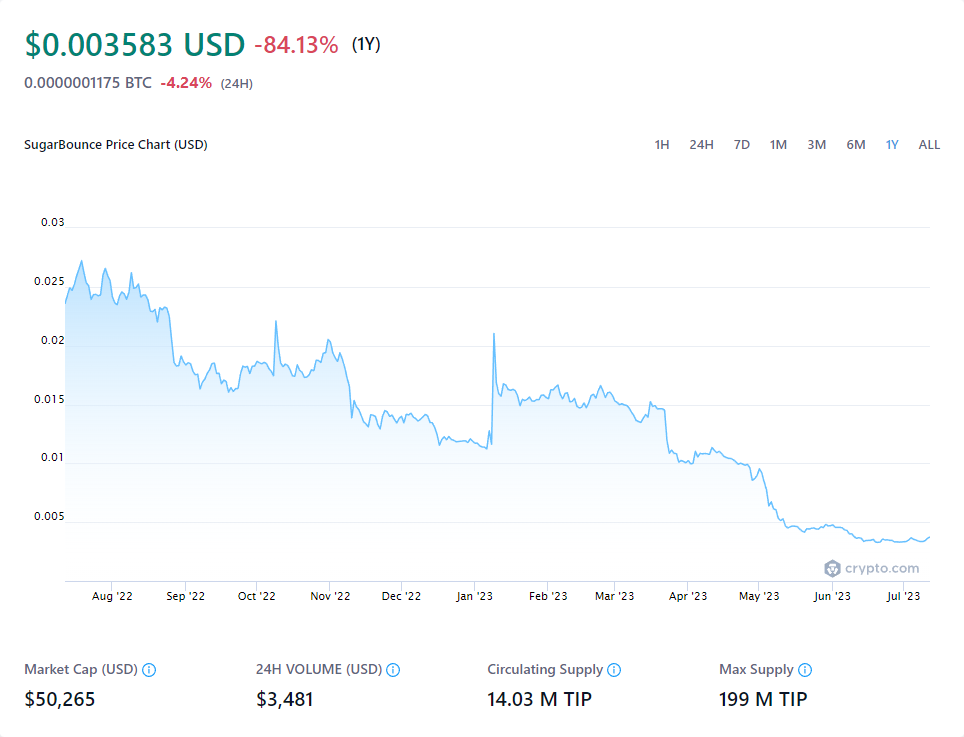 $0.003583 USD -84.13% (1Y)
0.0000001175 BTC -4.24% (24H)
SugarBounce Price Chart (USD) 1H 24H 7D 1M 3M 6M 1Y ALL
0.03
0.025
0.02
0.015
0.01
0.005
crypto.com
Aug '22 Sep '22 Oct '22 Nov '22 Dec '22 Jan '23 Feb '23 Mar '23 Apr '23 May '23 Jun '23 Jul '23
Market Cap (USD) 24H VOLUME (USD) Circulating Supply Max Supply
$50,265 $3,481 14.03 M TIP 199 M TIP